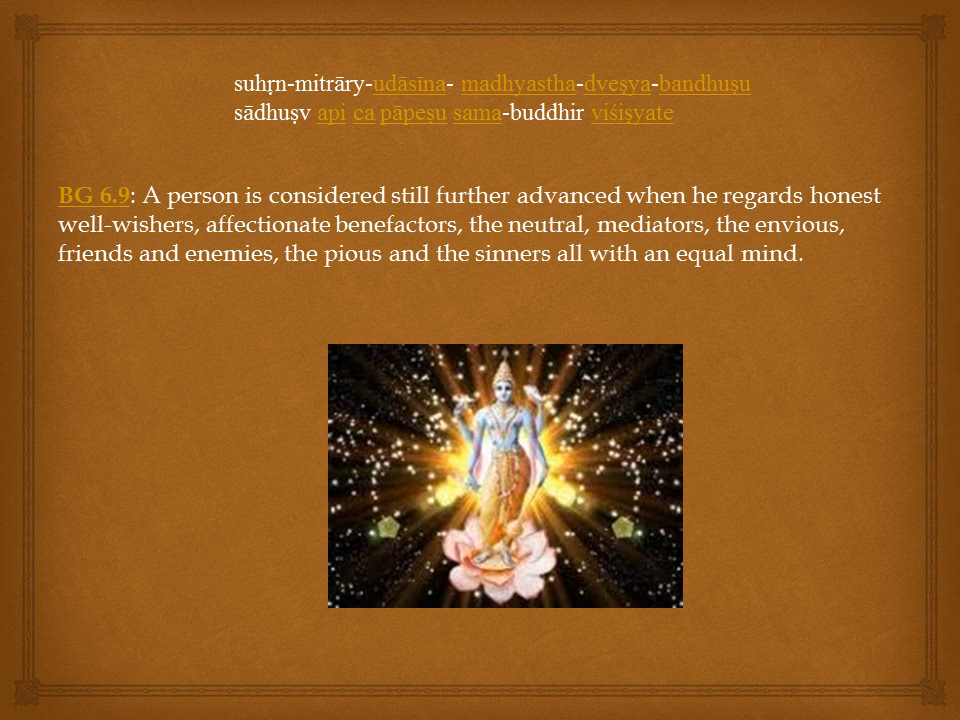 suhṛn-mitrāry-udāsīna- madhyastha-dveṣya-bandhuṣu
sādhuṣv api ca pāpeṣu sama-buddhir viśiṣyate
BG 6.9: A person is considered still further advanced when he regards honest
well-wishers, affectionate benefactors, the neutral, mediators, the envious,
friends and enemies, the pious and the sinners all with an equal mind.